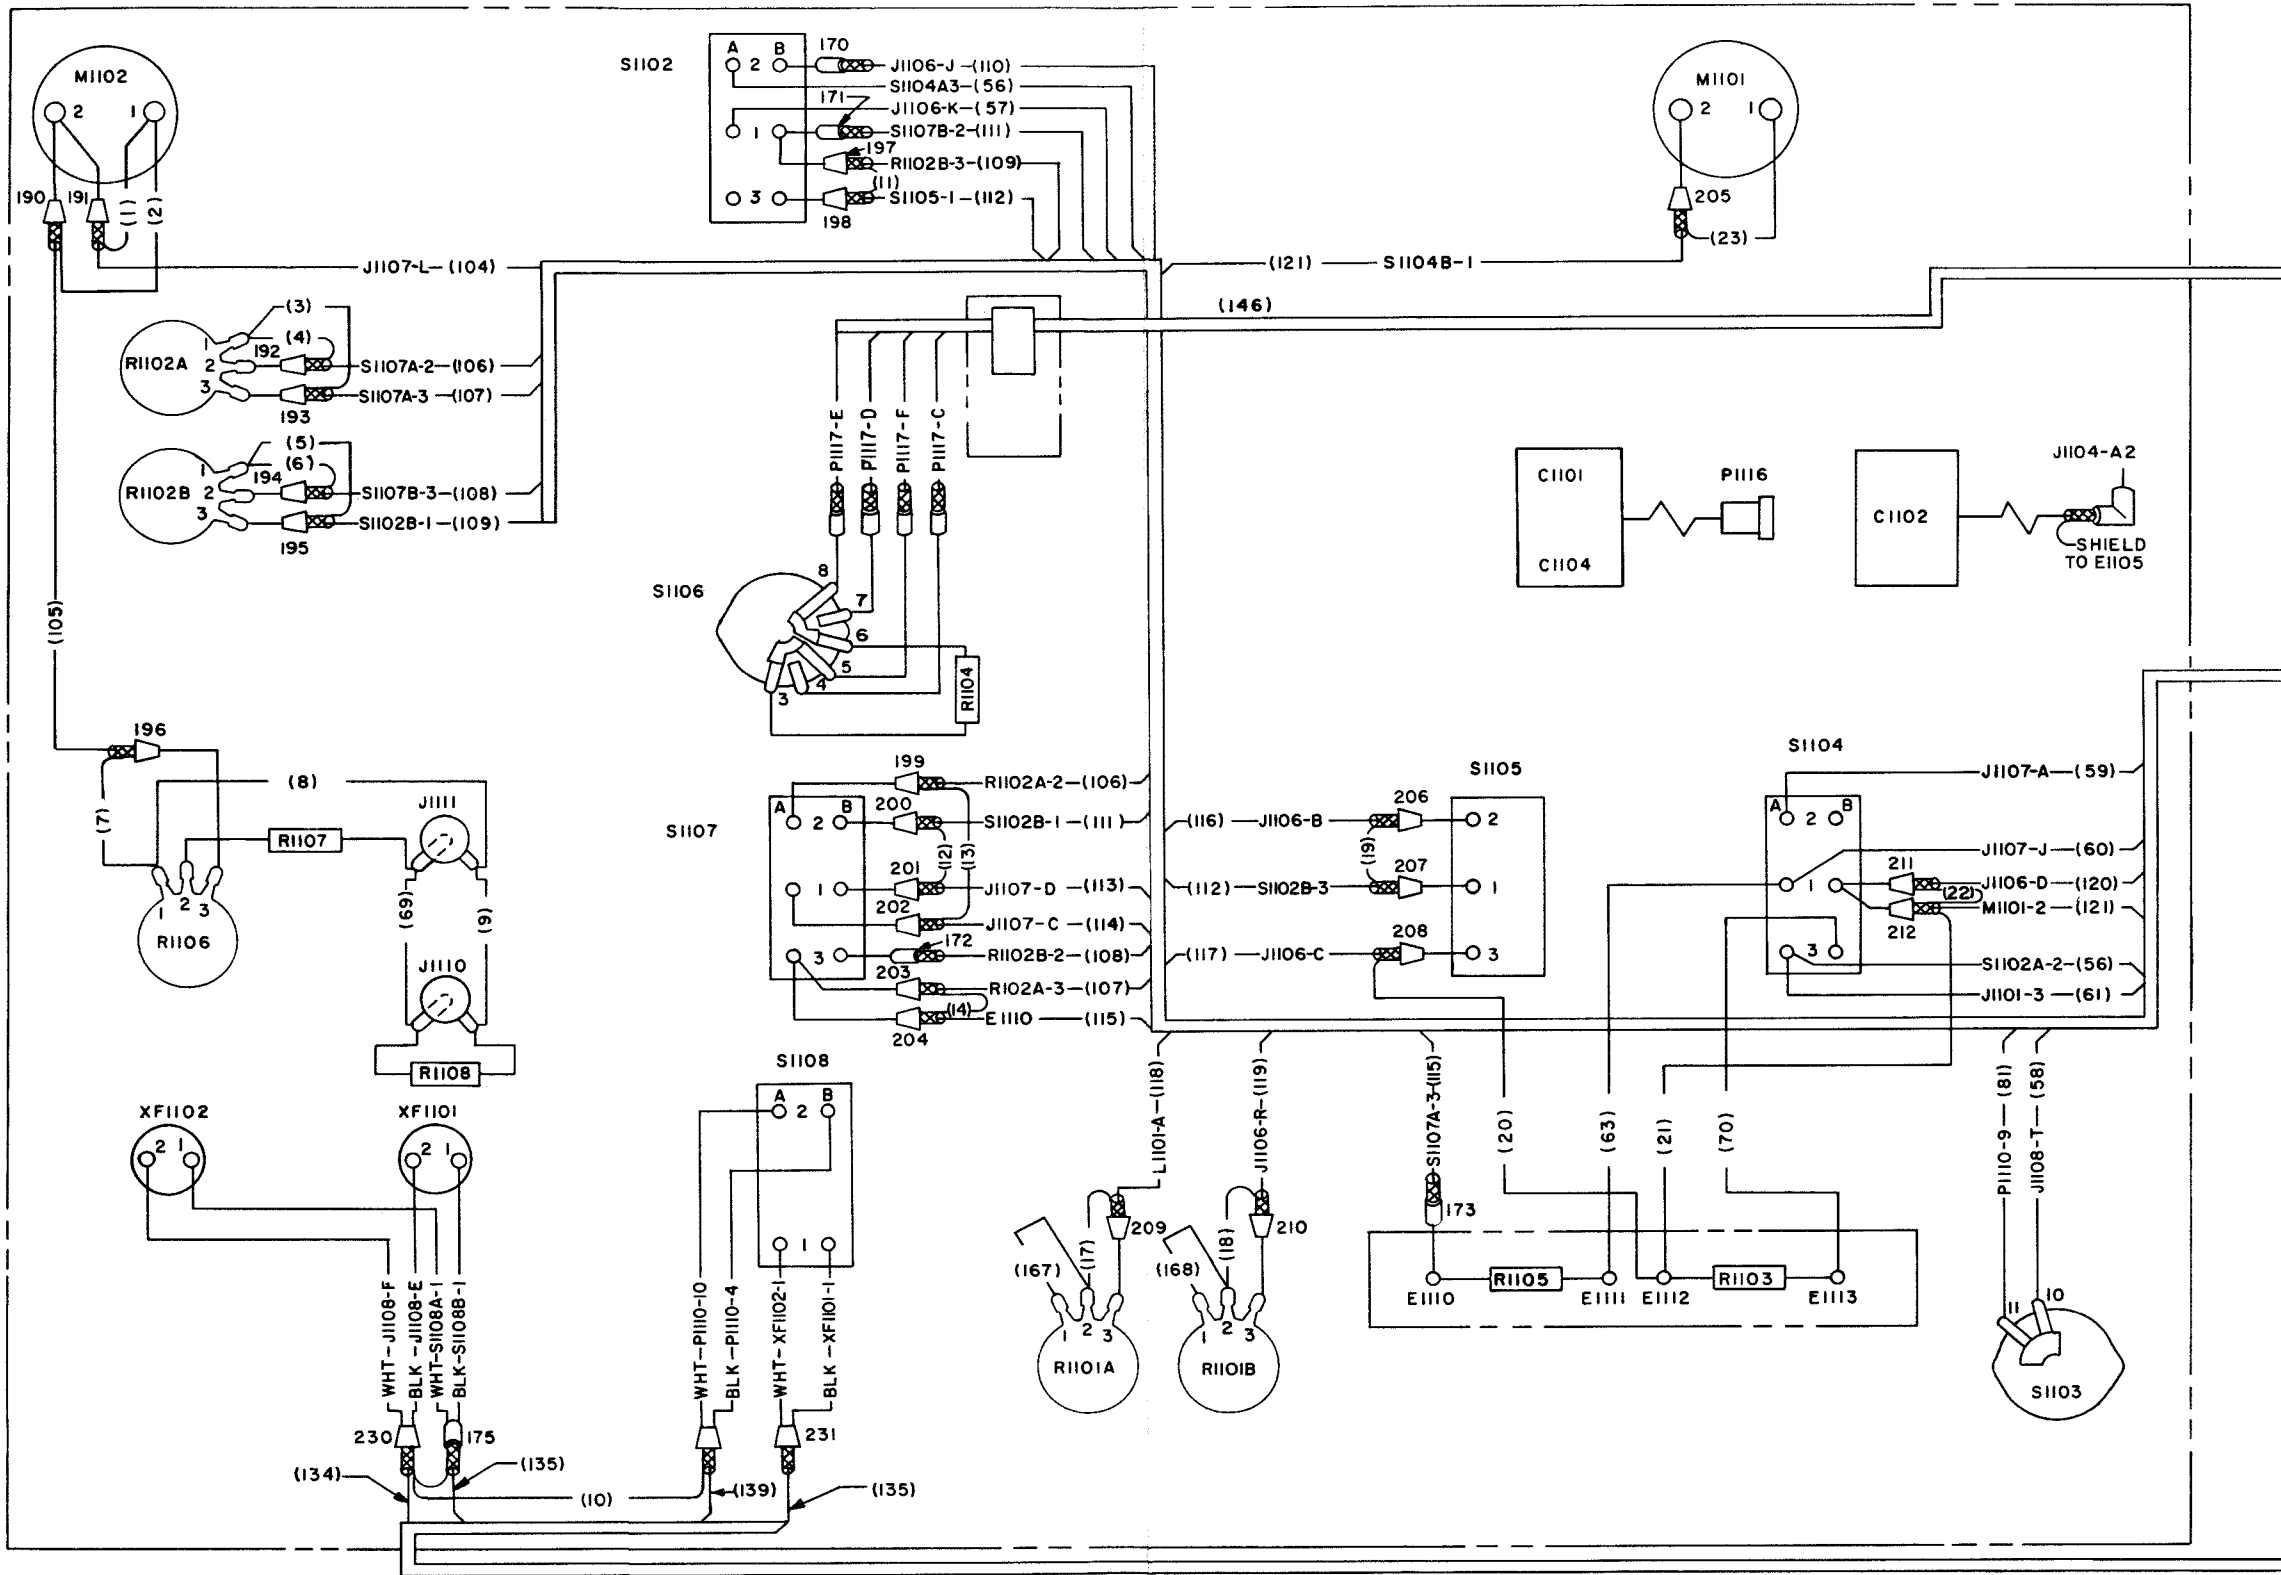 M1102
2 1
190 191 (1) (2)
J1107-L-(104)
S1102
A B
2
1
3
170
J1106-J-(110)
S1104A3-(56)
171
J1106-K-(57)
S1107B-2-(111)
197
R1102B-3-(109)
(11)
S1105-1-(112)
198
M1101
2 1
205
(23)
(121) S1104B-1
(146)
(3)
(4)
1
192
R1102A
2
S1107A-2-(106)
3
S1107A-3-(107)
193
(5)
(6)
1
194
R1102B
2
S1107B-3-(108)
3
S1102B-1-(109)
195
P1117-E
P1117-D
P1117-F
P1117-C
S1106
8
7
6
5
4
3
R1104
C1101
C1104
P1116
C1102
J1104-A2
SHIELD
TO E1105
(105)
196
(7)
(8)
J1111
R1107
1 2 3
R1106
(69)
(9)
J1110
R1108
S1107
A B
2
1
3
199
R1102A-2-(106)
200
S1102B-1-(111)
(12)
(13)
201
J1107-D-(113)
202
J1107-C-(114)
172
R1102B-2-(108)
203
R102A-3-(107)
(14)
E1110-(115)
204
S1105
206
(116)-J1106-B
2
(19)
207
(112)-S1102B-3
1
208
(117)-J1106-C
3
S1104
A B
2
1
3
J1107-A-(59)
J1107-J-(60)
211
J1106-D-(120)
(22)
M1101-2-(121)
212
S1102A-2-(56)
J1101-3-(61)
XF1102
2 1
XF1101
2 1
WHT-J1108-F
BLK-J1108-E
WHT-S1108A-1
BLK-S1108B-1
230
175
(134)
(135)
(10)
S1108
A B
2
1
WHT-P1110-10
BLK-P1110-4
WHT-XF1102-1
BLK-XF1101-1
231
(139)
(135)
L1101-A-(118)
209
(17)
(167)
1 2 3
R1101A
J1106-R-(119)
210
(18)
(168)
1 2 3
R1101B
S1107A-3-(115)
173
(20)
(63)
(21)
(70)
R1105
R1103
E1110
E1111
E1112
E1113
P1110-9-(81)
J1108-T-(58)
11
10
S1103